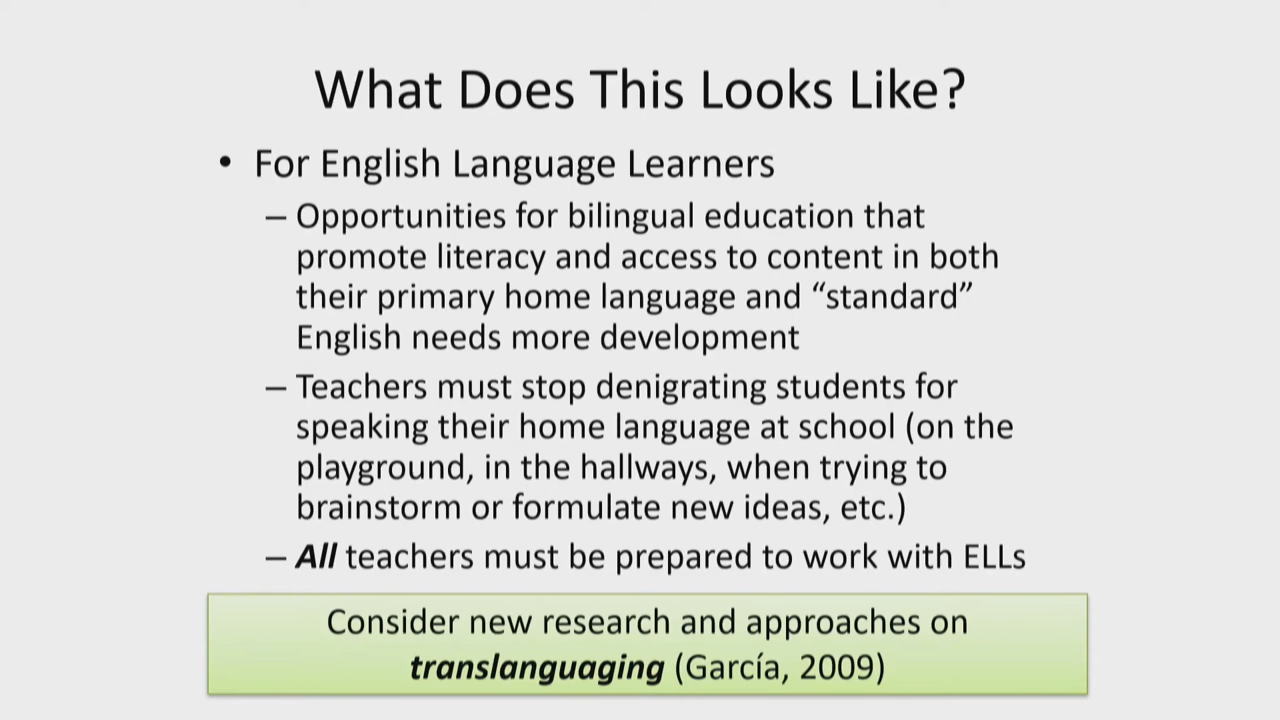 What Does This Looks Like?
• For English Language Learners
– Opportunities for bilingual education that
promote literacy and access to content in both
their primary home language and “standard”
English needs more development
– Teachers must stop denigrating students for
speaking their home language at school (on the
playground, in the hallways, when trying to
brainstorm or formulate new ideas, etc.)
– All teachers must be prepared to work with ELLs
Consider new research and approaches on
translanguaging (García, 2009)